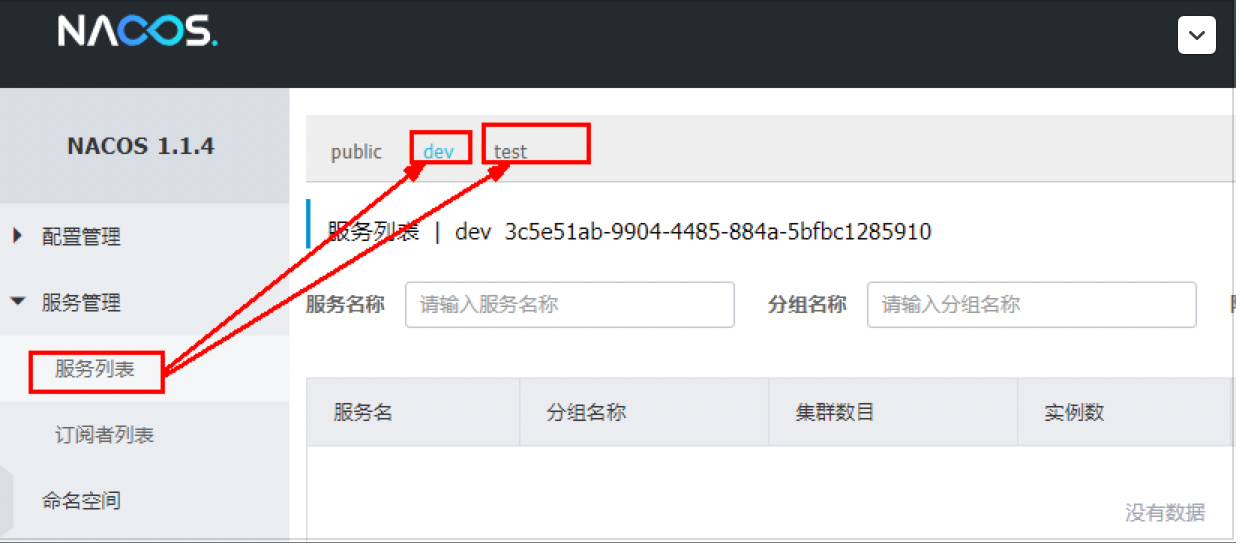 NACOS.
NACOS 1.1.4
配置管理
服务管理
服务列表
订阅者列表
命名空间
public dev test
服务列表 | dev 3c5e51ab-9904-4485-884a-5bfbc1285910
服务名称 请输入服务名称 分组名称 请输入分组名称
服务名 分组名称 集群数目 实例数
没有数据